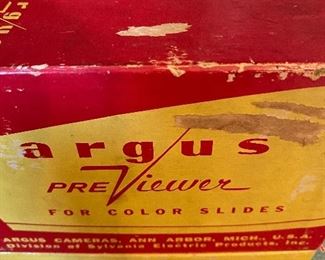 argus
PREViewer
FOR COLOR SLIDES
ARGUS CAMERAS, ANN ARBOR, MICH., U.S.A.
Division of Sylvania Electric Products, Inc.